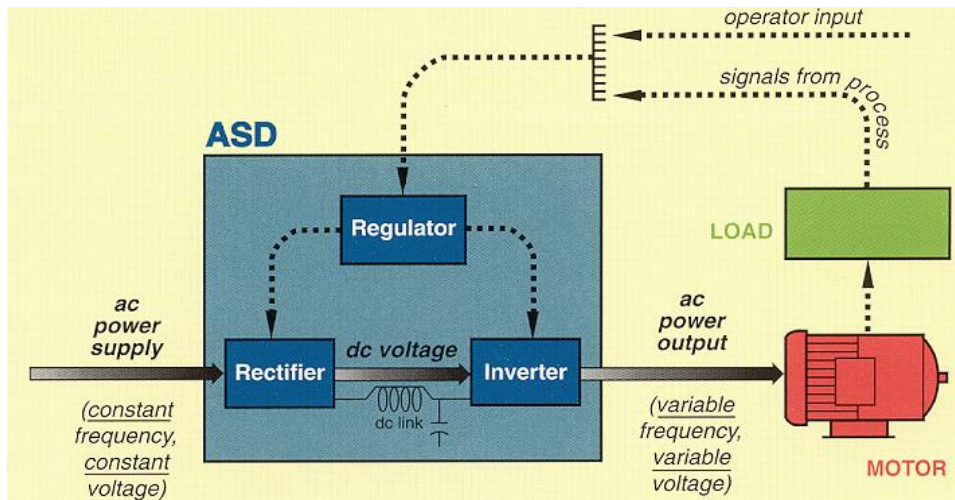 operator input
signals from process
ASD
Regulator
LOAD
ac
power
supply
dc voltage
ac
power
output
Rectifier
Inverter
dc link
(constant
frequency,
constant
voltage)
(variable
frequency,
variable
voltage)
MOTOR